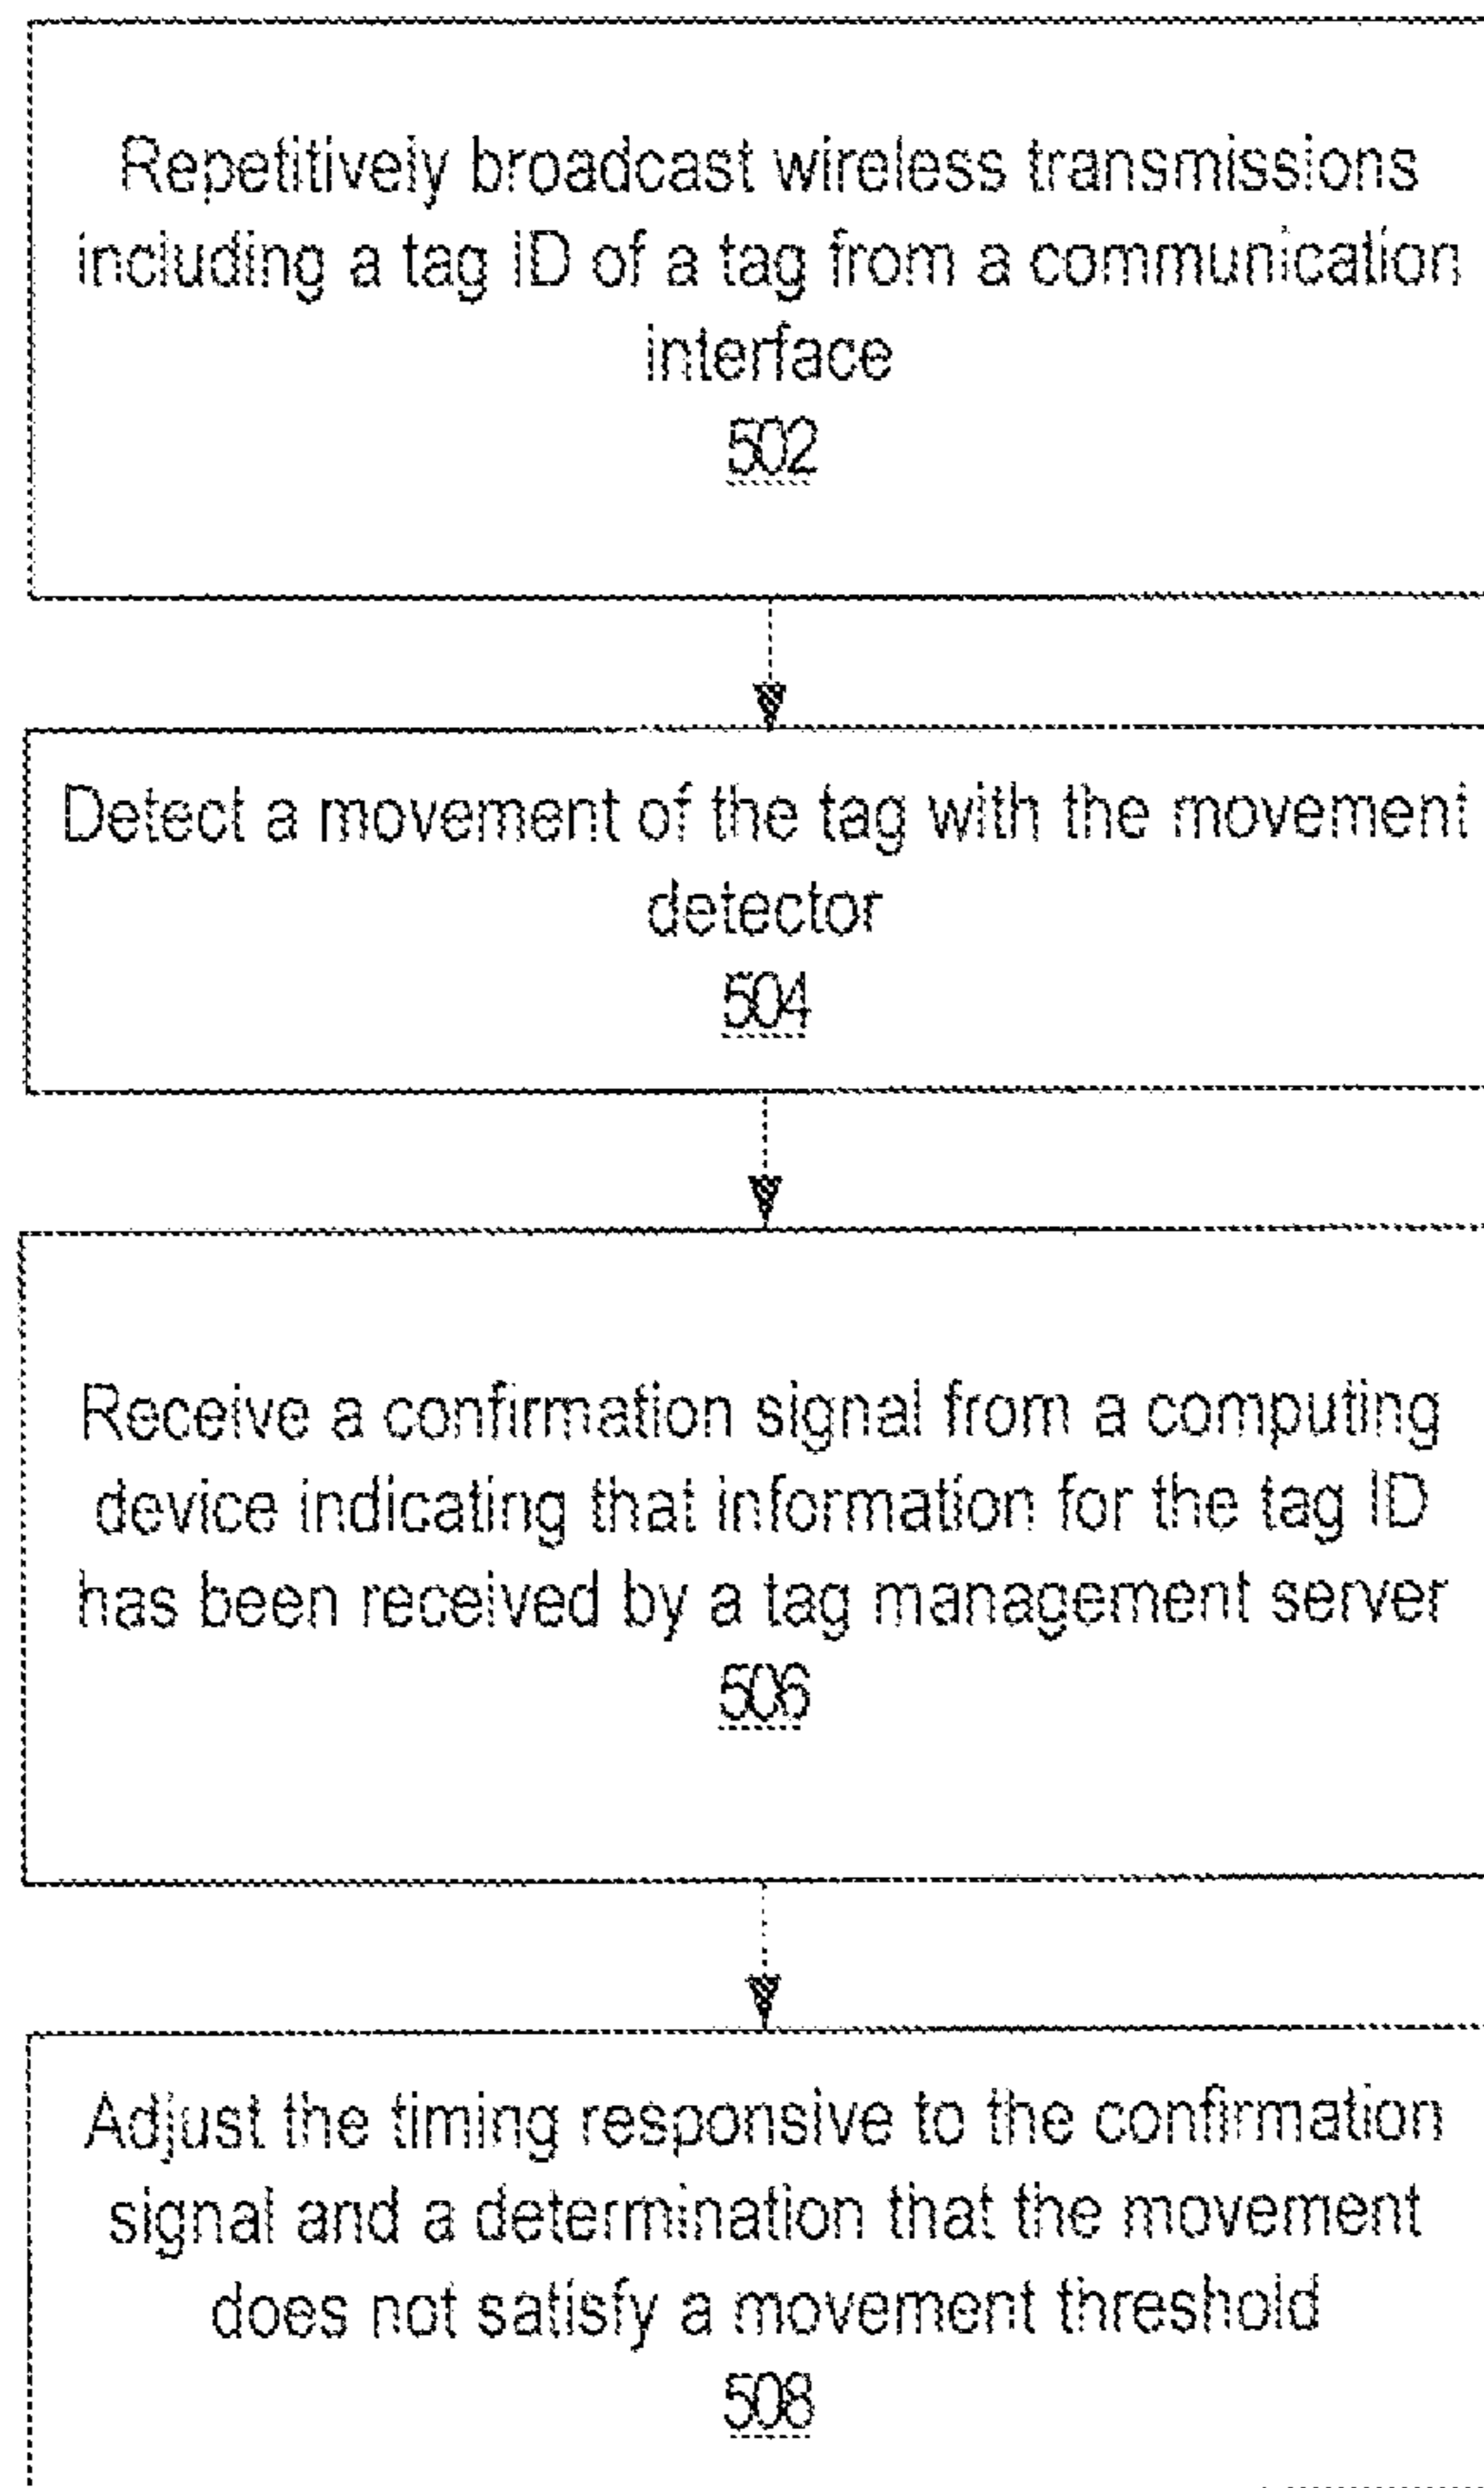 Repetitively broadcast wireless transmissions
including a tag ID of a tag from a communication
interface
502
Detect a movement of the tag with the movement
detector
504
Receive a confirmation signal from a computing
device indicating that information for the tag ID
has been received by a tag management server
506
Adjust the timing responsive to the confirmation
signal and a determination that the movement
does not satisfy a movement threshold
508